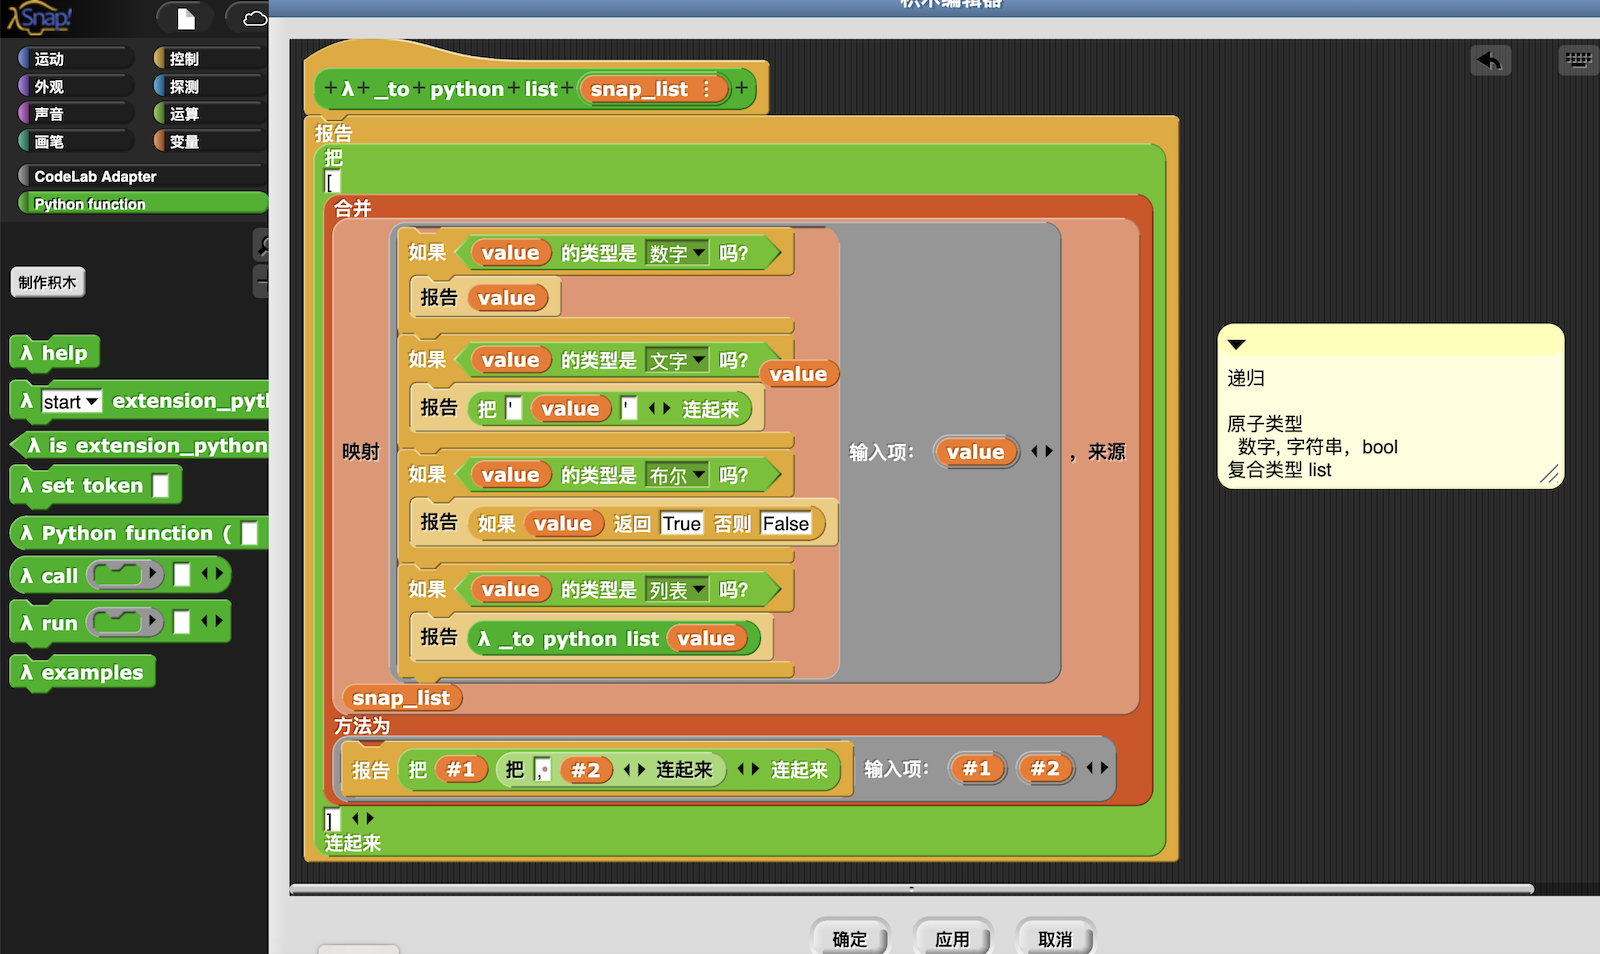 λSnap!
积木编辑器
运动 控制
外观 探测
声音 运算
画笔 变量
CodeLab Adapter
Python function
制作积木
λ help
λ start extension_pyt
λ is extension_python
λ set token
λ Python function (
λ call
λ run
λ examples
+ λ + _to + python + list + snap_list ⋮ +
报告
把
[
合并
映射
如果 value 的类型是 数字 吗?
报告 value
如果 value 的类型是 文字 吗?
value
报告 把 ' value ' 连起来
如果 value 的类型是 布尔 吗?
报告 如果 value 返回 True 否则 False
如果 value 的类型是 列表 吗?
报告 λ _to python list value
输入项: value , 来源
snap_list
方法为
报告 把 #1 把 , #2 连起来 连起来 输入项: #1 #2
]
连起来
递归
原子类型
数字, 字符串，bool
复合类型 list
确定 应用 取消